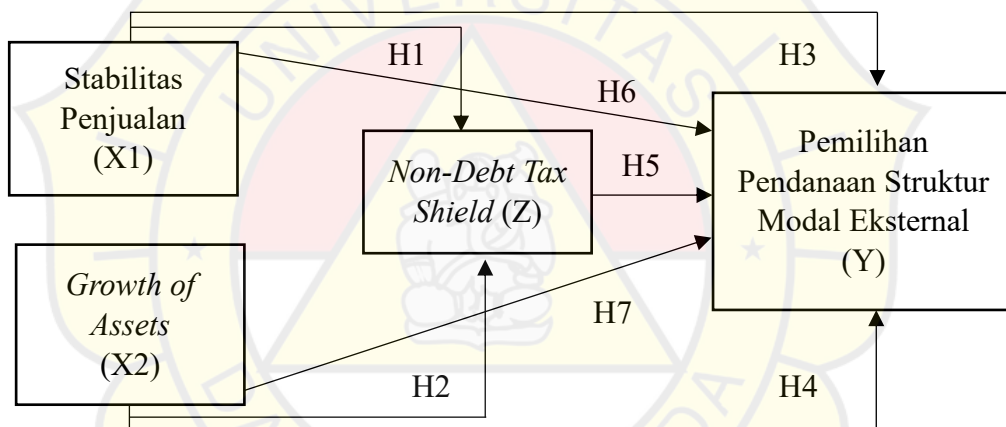 H1
H3
Stabilitas
Penjualan
(X1)
H6
Pemilihan
Pendanaan Struktur
Modal Eksternal
(Y)
Non-Debt Tax
Shield (Z)
H5
Growth of
Assets
(X2)
H7
H2
H4
UNIVERSITAS